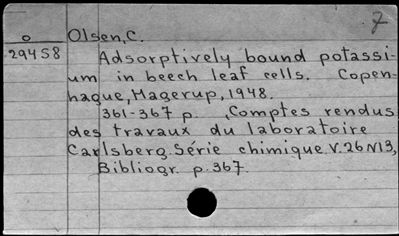 7
o Olsen, C.
29458 Adsorptively bound potassi-
um in beech leaf cells. Copen-
hague, Hagerup, 1948.
361-367 p. (Comptes rendus
des travaux du laboratoire
Carlsberg. Série chimique. V.26 N13,
Bibliogr. p.367.